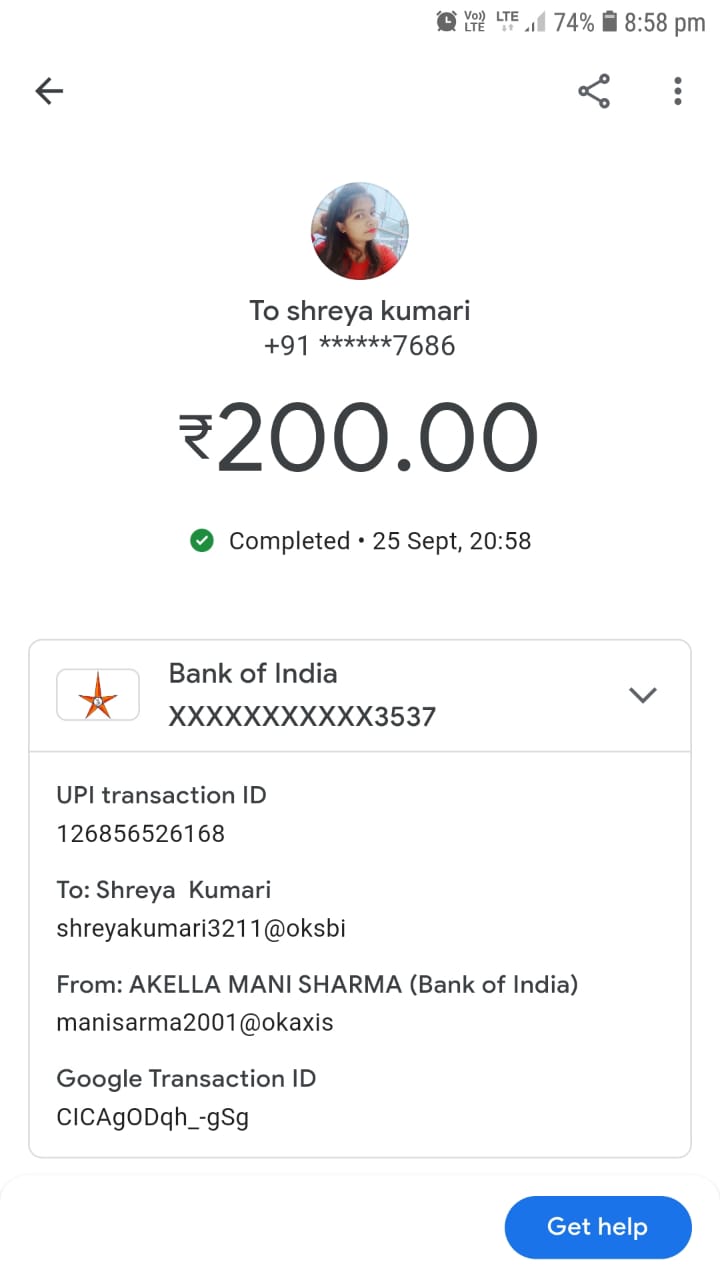 Vo)) LTE LTE 74% 8:58 pm
To shreya kumari
+91 ******7686
₹200.00
Completed • 25 Sept, 20:58
Bank of India
XXXXXXXXXXX3537
UPI transaction ID
126856526168
To: Shreya  Kumari
shreyakumari3211@oksbi
From: AKELLA MANI SHARMA (Bank of India)
manisarma2001@okaxis
Google Transaction ID
CICAgODqh_-gSg
Get help